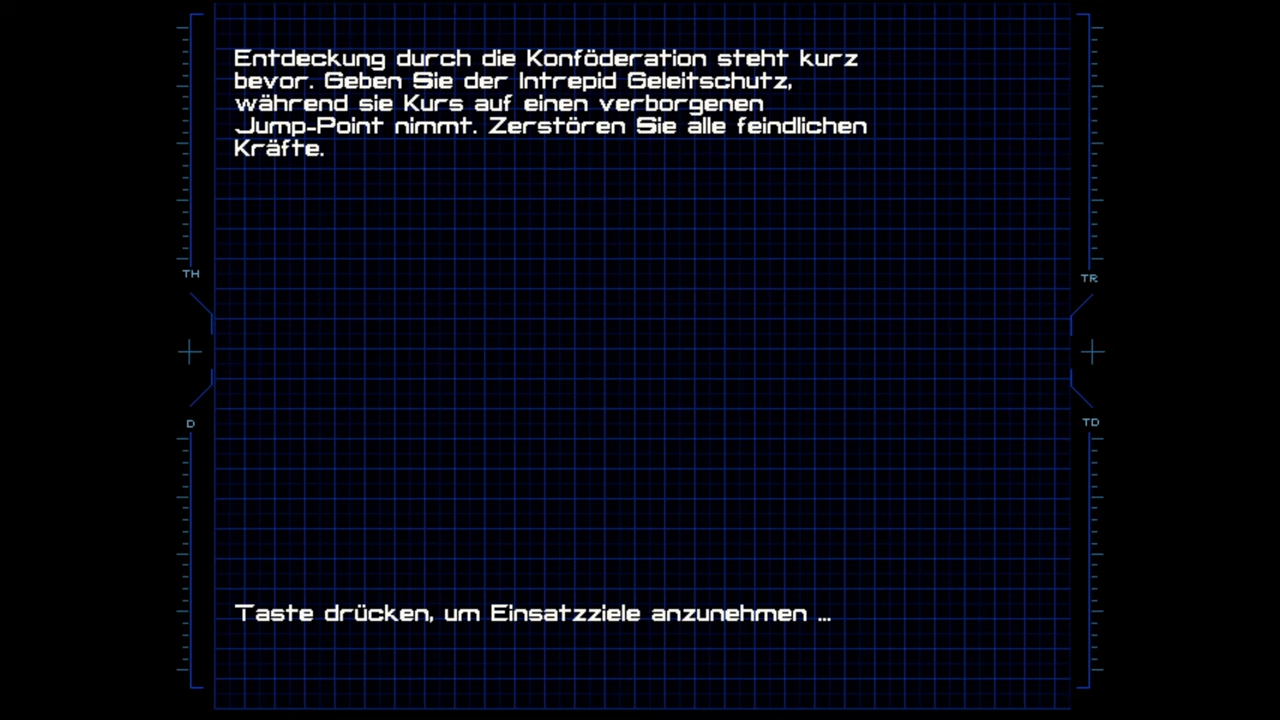 Entdeckung durch die Konföderation steht kurz
bevor. Geben Sie der Intrepid Geleitschutz,
während sie Kurs auf einen verborgenen
Jump-Point nimmt. Zerstören Sie alle feindlichen
Kräfte.
TH
TR
D
TD
Taste drücken, um Einsatzziele anzunehmen ...